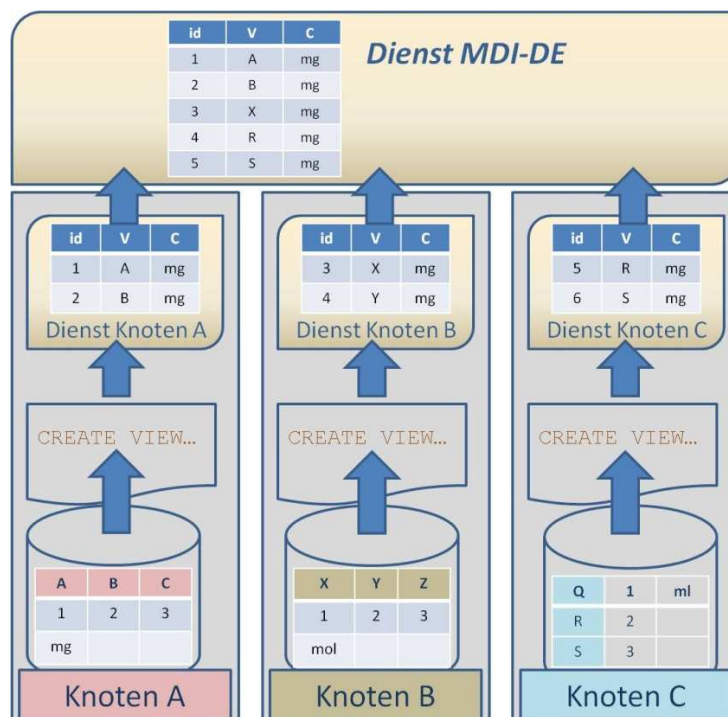 id V C
Dienst MDI-DE
1 A mg
2 B mg
3 X mg
4 R mg
5 S mg
id V C
1 A mg
2 B mg
Dienst Knoten A
id V C
3 X mg
4 Y mg
Dienst Knoten B
id V C
5 R mg
6 S mg
Dienst Knoten C
CREATE VIEW…
CREATE VIEW…
CREATE VIEW…
A B C
1 2 3
mg
X Y Z
1 2 3
mol
Q 1 ml
R 2
S 3
Knoten A
Knoten B
Knoten C